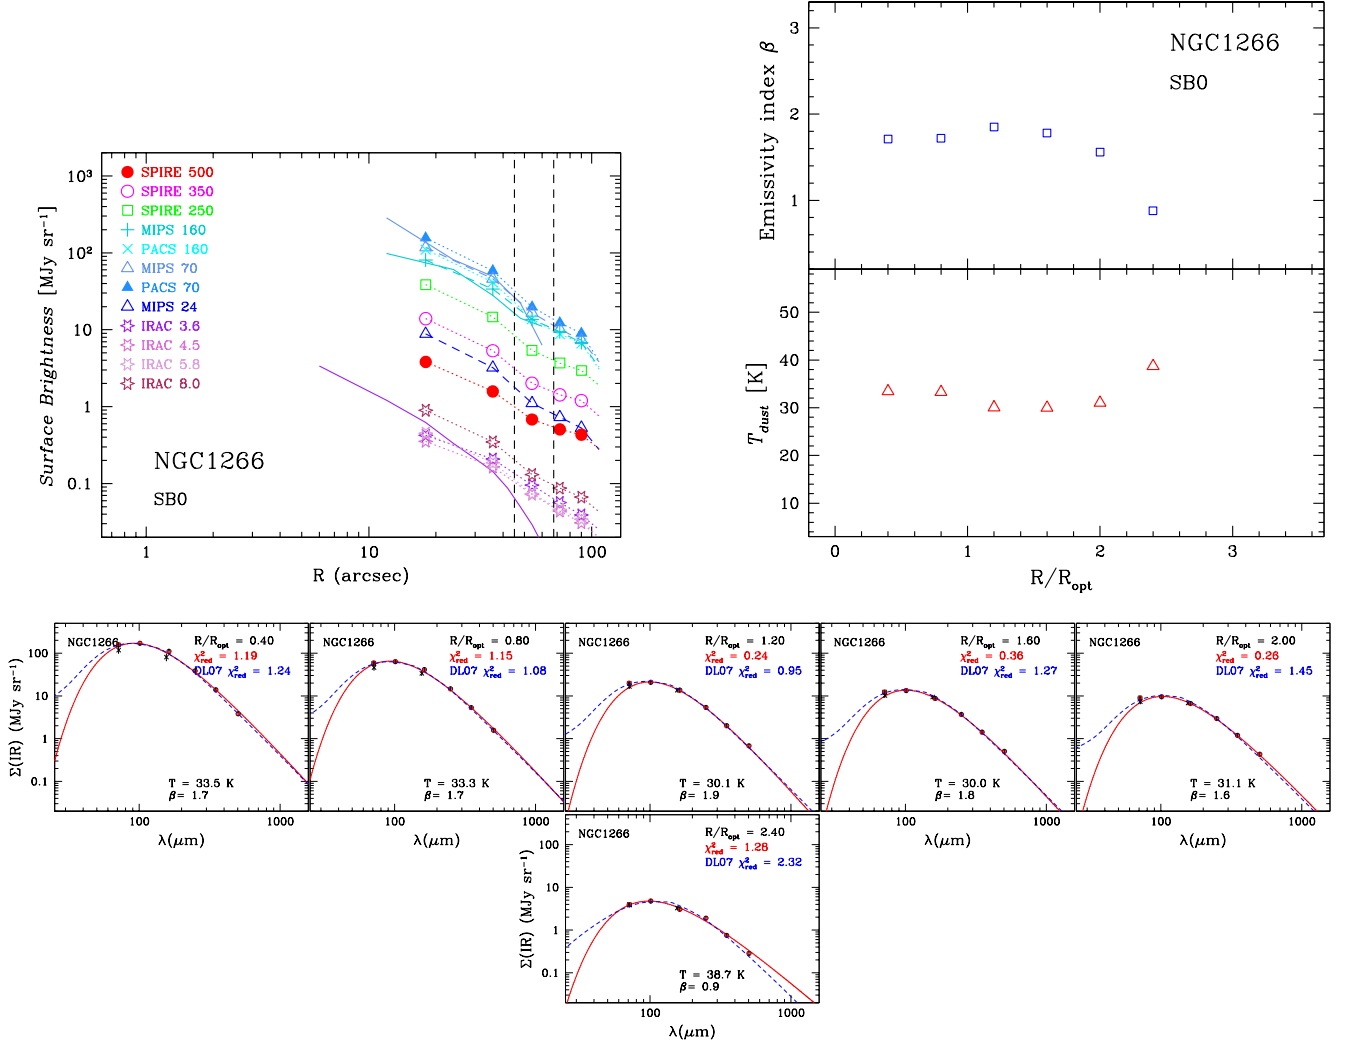 10³
10²
10
1
0.1
Surface Brightness [MJy sr⁻¹]
SPIRE 500
SPIRE 350
SPIRE 250
MIPS 160
PACS 160
MIPS 70
PACS 70
MIPS 24
IRAC 3.6
IRAC 4.5
IRAC 5.8
IRAC 8.0
NGC1266
SB0
1 10 100
R (arcsec)
NGC1266
SB0
3
2
1
Emissivity index β
50
40
30
20
10
T_dust [K]
0 1 2 3
R/R_opt
Σ(IR) (MJy sr⁻¹)
100
10
1
0.1
NGC1266
R/R_opt = 0.40
χ²_red = 1.19
DL07 χ²_red = 1.24
T = 33.5 K
β= 1.7
100 1000
λ(μm)
NGC1266
R/R_opt = 0.80
χ²_red = 1.15
DL07 χ²_red = 1.08
T = 33.3 K
β= 1.7
100 1000
λ(μm)
NGC1266
R/R_opt = 1.20
χ²_red = 0.24
DL07 χ²_red = 0.95
T = 30.1 K
β= 1.9
NGC1266
R/R_opt = 1.60
χ²_red = 0.36
DL07 χ²_red = 1.27
T = 30.0 K
β= 1.8
100 1000
λ(μm)
NGC1266
R/R_opt = 2.00
χ²_red = 0.26
DL07 χ²_red = 1.45
T = 31.1 K
β= 1.6
100 1000
λ(μm)
Σ(IR) (MJy sr⁻¹)
100
10
1
0.1
NGC1266
R/R_opt = 2.40
χ²_red = 1.28
DL07 χ²_red = 2.32
T = 38.7 K
β= 0.9
100 1000
λ(μm)